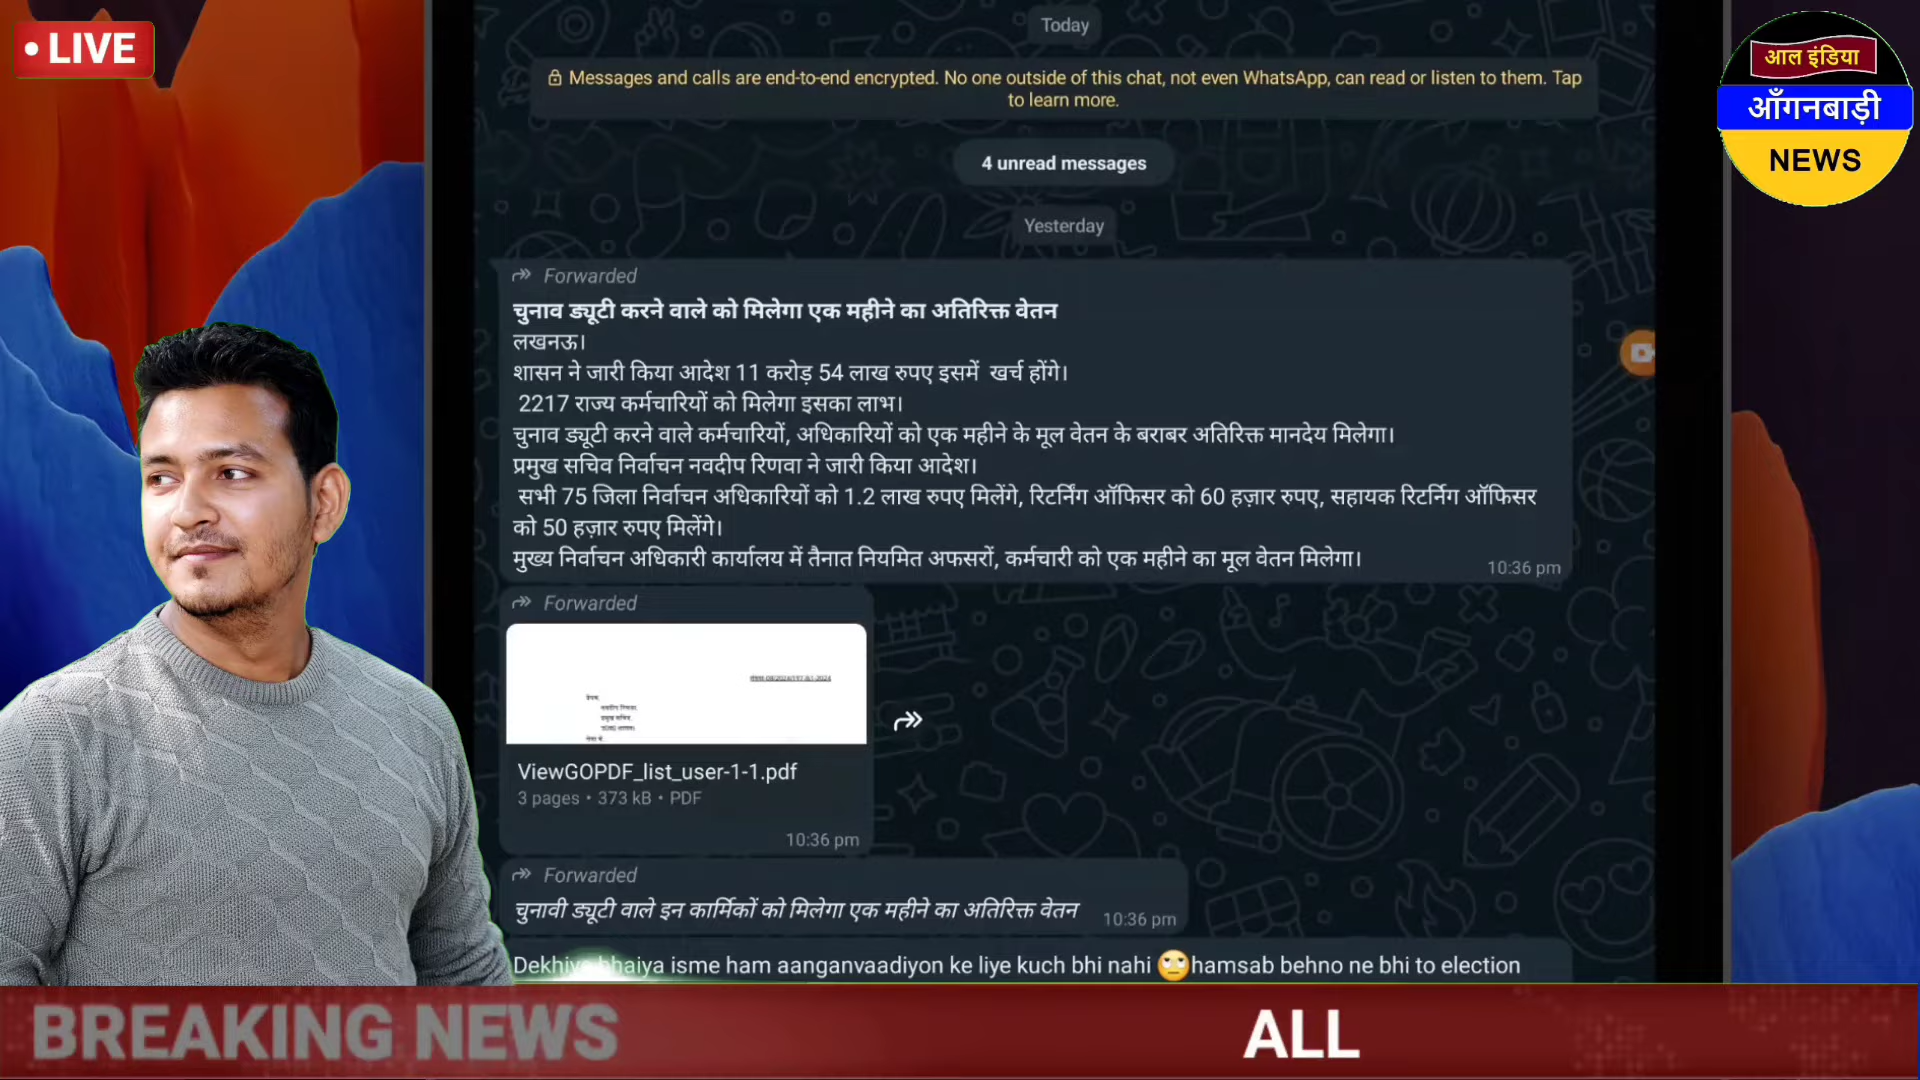 • LIVE
आल इंडिया
आँगनबाड़ी
NEWS
Today
Messages and calls are end-to-end encrypted. No one outside of this chat, not even WhatsApp, can read or listen to them. Tap
to learn more.
4 unread messages
Yesterday
Forwarded
चुनाव ड्यूटी करने वाले को मिलेगा एक महीने का अतिरिक्त वेतन
लखनऊ।
शासन ने जारी किया आदेश 11 करोड़ 54 लाख रुपए इसमें खर्च होंगे।
2217 राज्य कर्मचारियों को मिलेगा इसका लाभ।
चुनाव ड्यूटी करने वाले कर्मचारियों, अधिकारियों को एक महीने के मूल वेतन के बराबर अतिरिक्त मानदेय मिलेगा।
प्रमुख सचिव निर्वाचन नवदीप रिणवा ने जारी किया आदेश।
सभी 75 जिला निर्वाचन अधिकारियों को 1.2 लाख रुपए मिलेंगे, रिटर्निंग ऑफिसर को 60 हज़ार रुपए, सहायक रिटर्निग ऑफिसर
को 50 हज़ार रुपए मिलेंगे।
मुख्य निर्वाचन अधिकारी कार्यालय में तैनात नियमित अफसरों, कर्मचारी को एक महीने का मूल वेतन मिलेगा।
10:36 pm
Forwarded
ViewGOPDF_list_user-1-1.pdf
3 pages • 373 kB • PDF
10:36 pm
Forwarded
चुनावी ड्यूटी वाले इन कार्मिकों को मिलेगा एक महीने का अतिरिक्त वेतन
10:36 pm
isme ham aanganvaadiyon ke liye kuch bhi nahi 🙄hamsab behno ne bhi to election
BREAKING NEWS
ALL